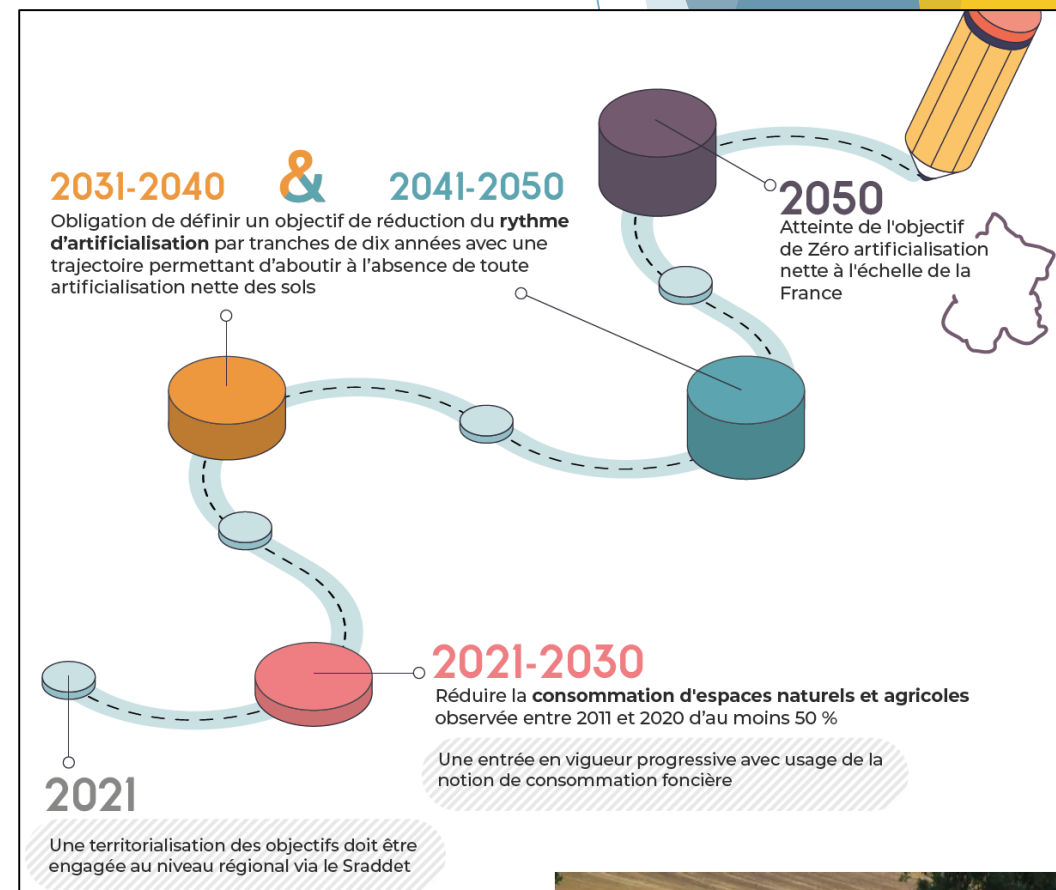 2031-2040 & 2041-2050
Obligation de définir un objectif de réduction du rythme
d'artificialisation par tranches de dix années avec une
trajectoire permettant d'aboutir à l'absence de toute
artificialisation nette des sols
2050
Atteinte de l'objectif
de Zéro artificialisation
nette à l'échelle de la
France
2021-2030
Réduire la consommation d'espaces naturels et agricoles
observée entre 2011 et 2020 d'au moins 50 %
Une entrée en vigueur progressive avec usage de la
notion de consommation foncière
2021
Une territorialisation des objectifs doit être
engagée au niveau régional via le Sraddet